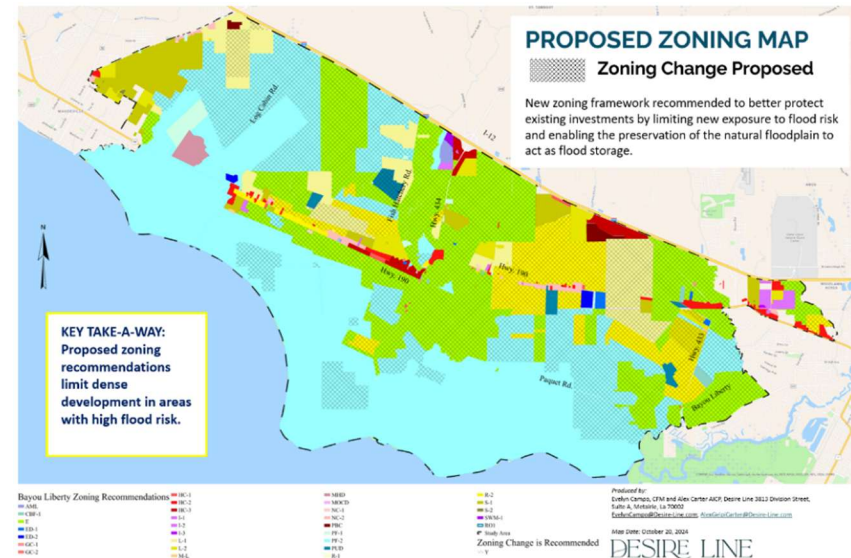 PROPOSED ZONING MAP
Zoning Change Proposed
New zoning framework recommended to better protect
existing investments by limiting new exposure to flood risk
and enabling the preservation of the natural floodplain to
act as flood storage.
Log Cabin Rd.
I-12
Hwy. 434
Hwy. 190
Hwy. 190
Hwy. 433
Paquet Rd.
Bayou Liberty
N
KEY TAKE-A-WAY:
Proposed zoning
recommendations
limit dense
development in areas
with high flood risk.
Bayou Liberty Zoning Recommendations
AML
CBF-1
E
ED-1
ED-2
GC-1
GC-2
HC-1
HC-2
HC-3
I-1
I-2
I-3
L-1
L-2
M-L
MHD
MOCD
NC-1
NC-2
PBC
PF-1
PF-2
PUD
R-1
R-2
S-1
S-2
SWM-1
Study Area
Zoning Change is Recommended
Y
Produced by:
Evelyn Campo, CFM and Alex Carter AICP, Desire Line 3813 Division Street,
Suite A, Metairie, La 70002
EvelynCampo@Desire-Line.com,
Map Date: October 20, 2024
DESIRE LINE